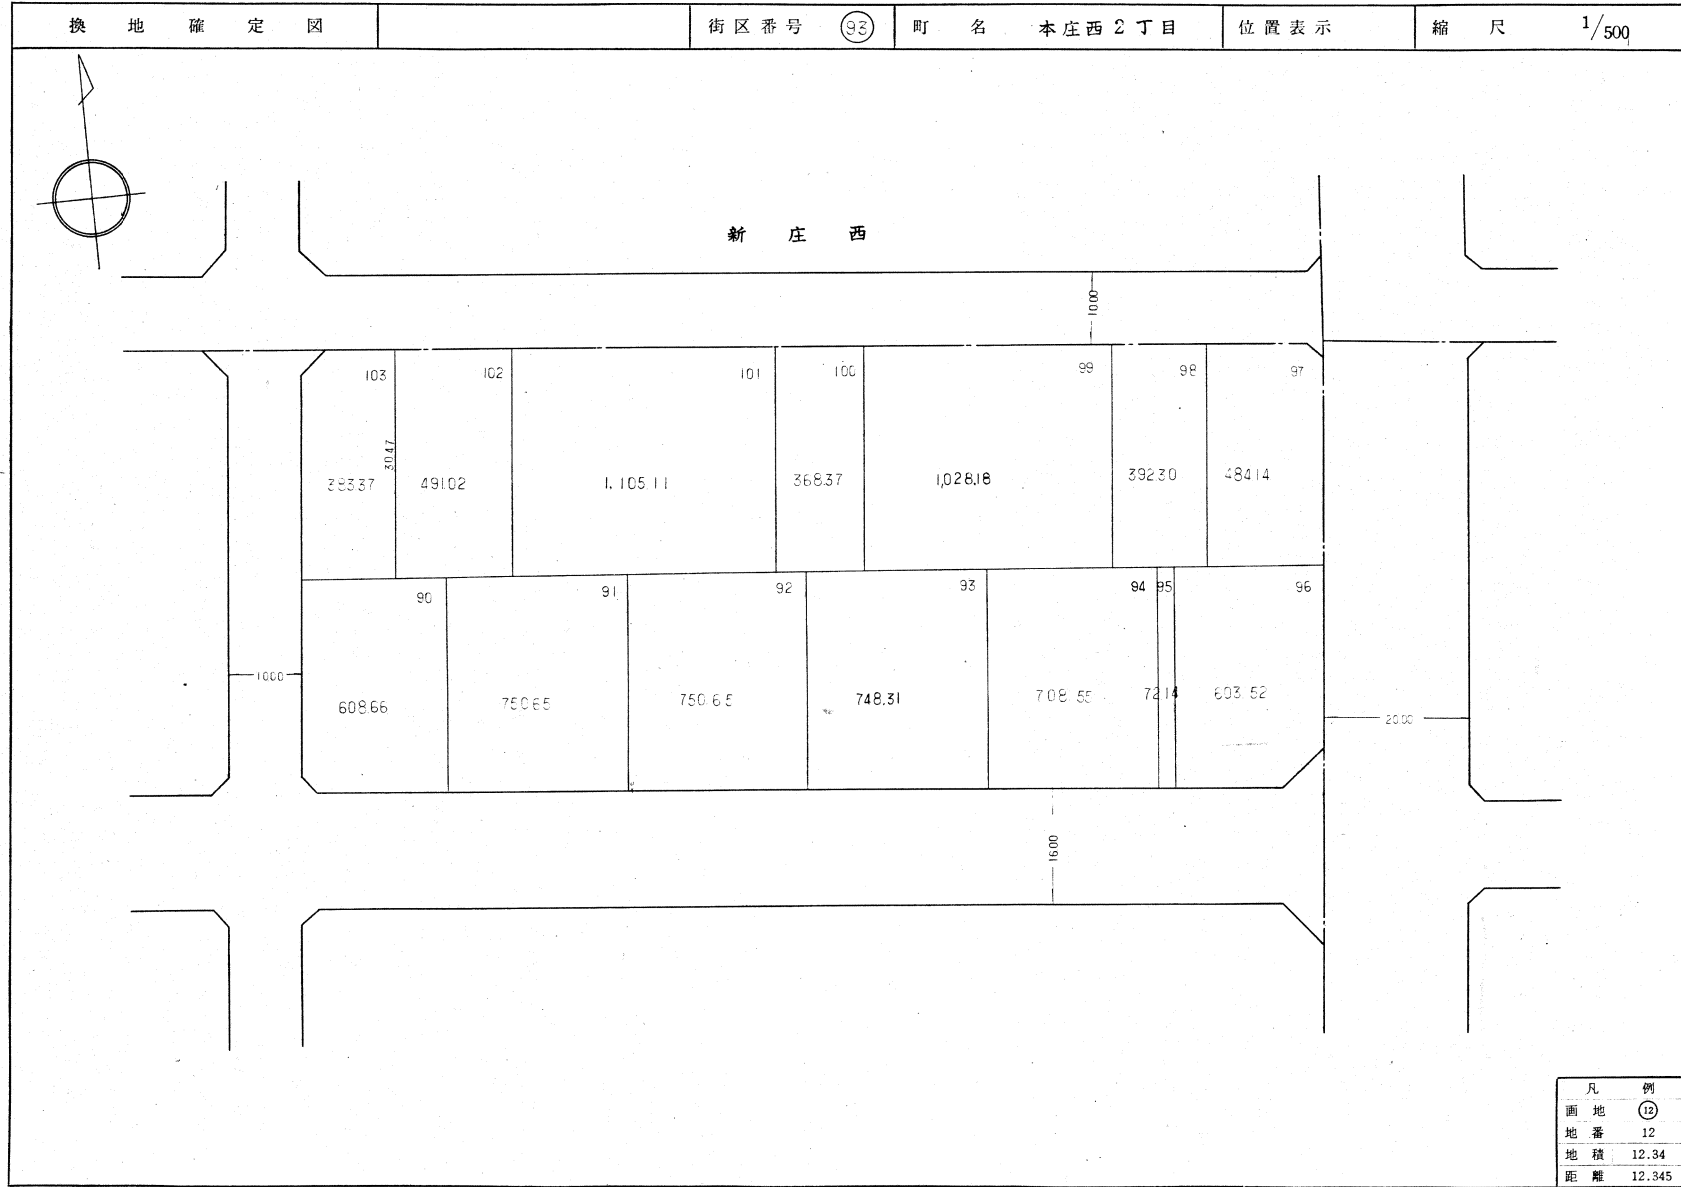 換地確定図 街区番号 93 町名 本庄西2丁目 位置表示 縮尺 1/500
新庄西
10.00
103 102 101 100 99 98 97
30.47
383.37 491.02 1,105.11 368.37 1,028.18 392.30 484.14
90 91 92 93 94 95 96
10.00
608.66 750.65 750.65 748.31 708.55 72.14 603.52
20.00
16.00
凡例
画地 12
地番 12
地積 12.34
距離 12.345